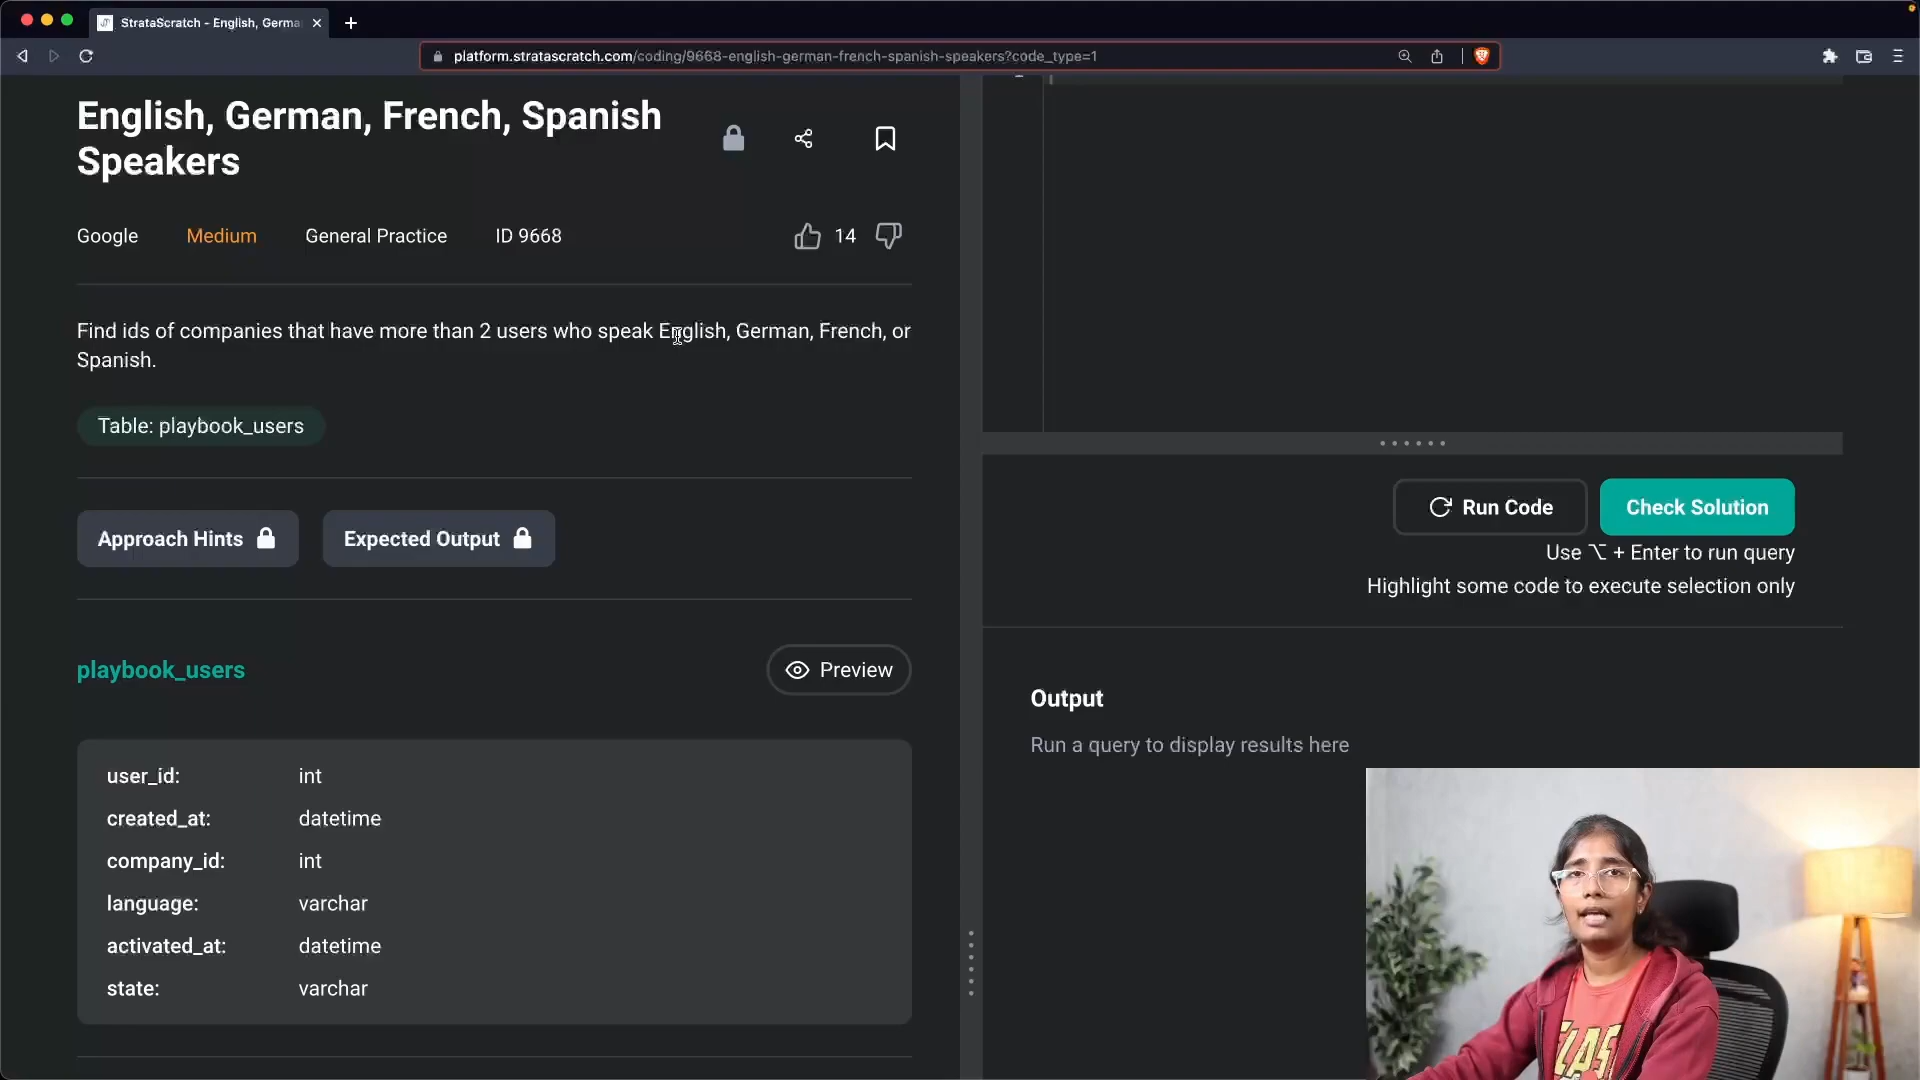 StrataScratch - English, Germa
platform.stratascratch.com/coding/9668-english-german-french-spanish-speakers?code_type=1
English, German, French, Spanish
Speakers
Google Medium General Practice ID 9668 14
Find ids of companies that have more than 2 users who speak English, German, French, or
Spanish.
Table: playbook_users
Approach Hints Expected Output
playbook_users Preview
user_id: int
created_at: datetime
company_id: int
language: varchar
activated_at: datetime
state: varchar
Run Code Check Solution
Use ⌥ + Enter to run query
Highlight some code to execute selection only
Output
Run a query to display results here